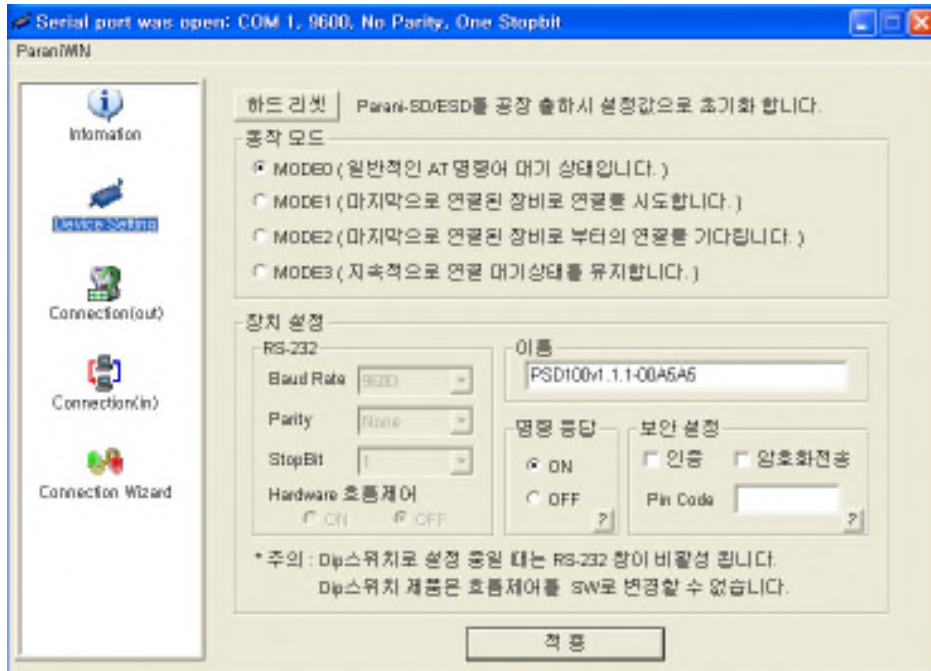 Serial port was open: COM 1, 9600, No Parity, One Stopbit
ParaniWIN
Infomation
Device Setting
Connection(out)
Connection(in)
Connection Wizard
하드 리셋 Parani-SD/ESD를 공장 출하시 설정값으로 초기화 합니다.
동작 모드
MODE0 ( 일반적인 AT 명령어 대기 상태입니다. )
MODE1 ( 마지막으로 연결된 장비로 연결을 시도합니다. )
MODE2 ( 마지막으로 연결된 장비로 부터의 연결을 기다립니다. )
MODE3 ( 지속적으로 연결 대기상태를 유지합니다. )
장치 설정
RS-232
Baud Rate 9600
Parity None
StopBit 1
Hardware 흐름제어
ON OFF
이름
PSD100v1.1.1-00A5A5
명령 응답
ON
OFF
?
보안 설정
인증 암호화전송
Pin Code
?
* 주의 : Dip스위치로 설정 중일 때는 RS-232 창이 비활성 됩니다.
Dip스위치 제품은 흐름제어를 SW로 변경할 수 없습니다.
적 용